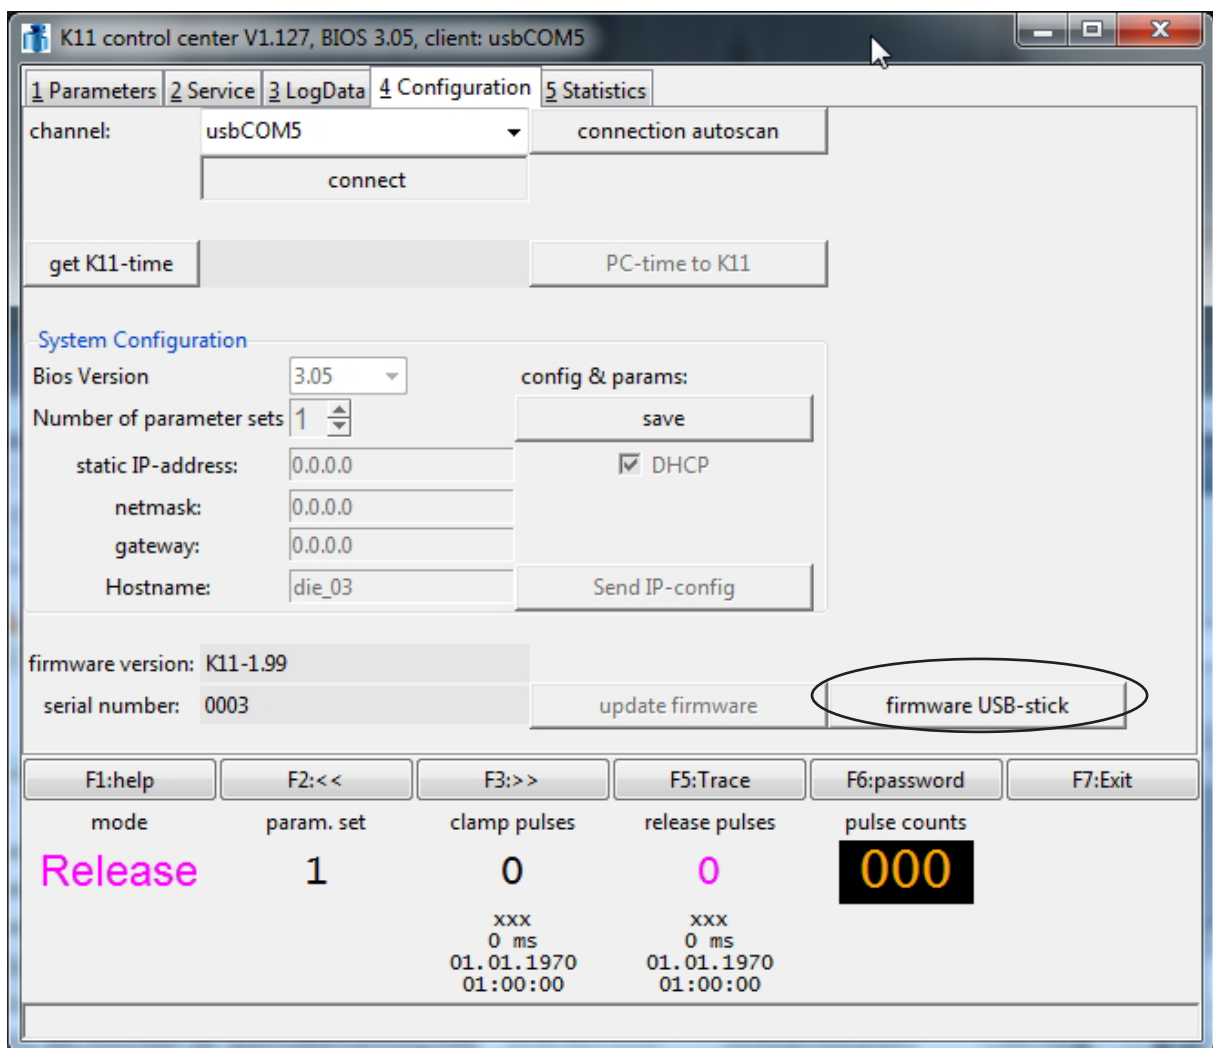 K11 control center V1.127, BIOS 3.05, client: usbCOM5
1 Parameters 2 Service 3 LogData 4 Configuration 5 Statistics
channel: usbCOM5 connection autoscan
connect
get K11-time PC-time to K11
System Configuration
Bios Version 3.05 config & params:
Number of parameter sets 1 save
static IP-address: 0.0.0.0 DHCP
netmask: 0.0.0.0
gateway: 0.0.0.0
Hostname: die_03 Send IP-config
firmware version: K11-1.99
serial number: 0003 update firmware firmware USB-stick
F1:help F2:<< F3:>> F5:Trace F6:password F7:Exit
mode param. set clamp pulses release pulses pulse counts
Release 1 0 0 000
xxx xxx
0 ms 0 ms
01.01.1970 01.01.1970
01:00:00 01:00:00